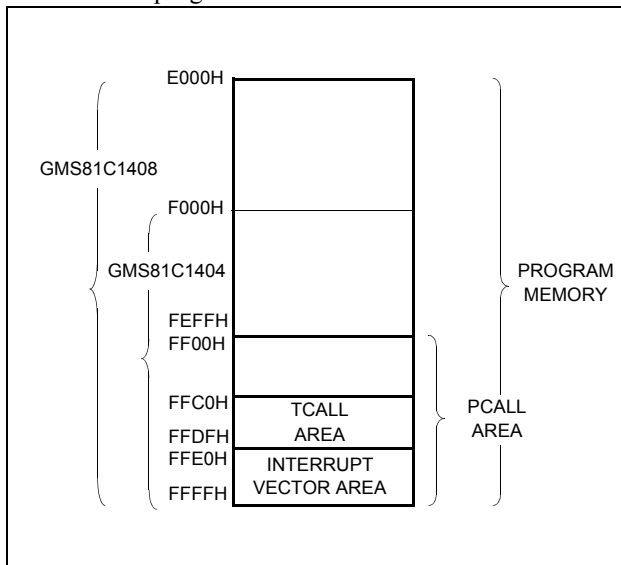 E000H
GMS81C1408
F000H
GMS81C1404
PROGRAM
MEMORY
FEFFH
FF00H
FFC0H
TCALL
AREA
PCALL
AREA
FFDFH
FFE0H
INTERRUPT
VECTOR AREA
FFFFH